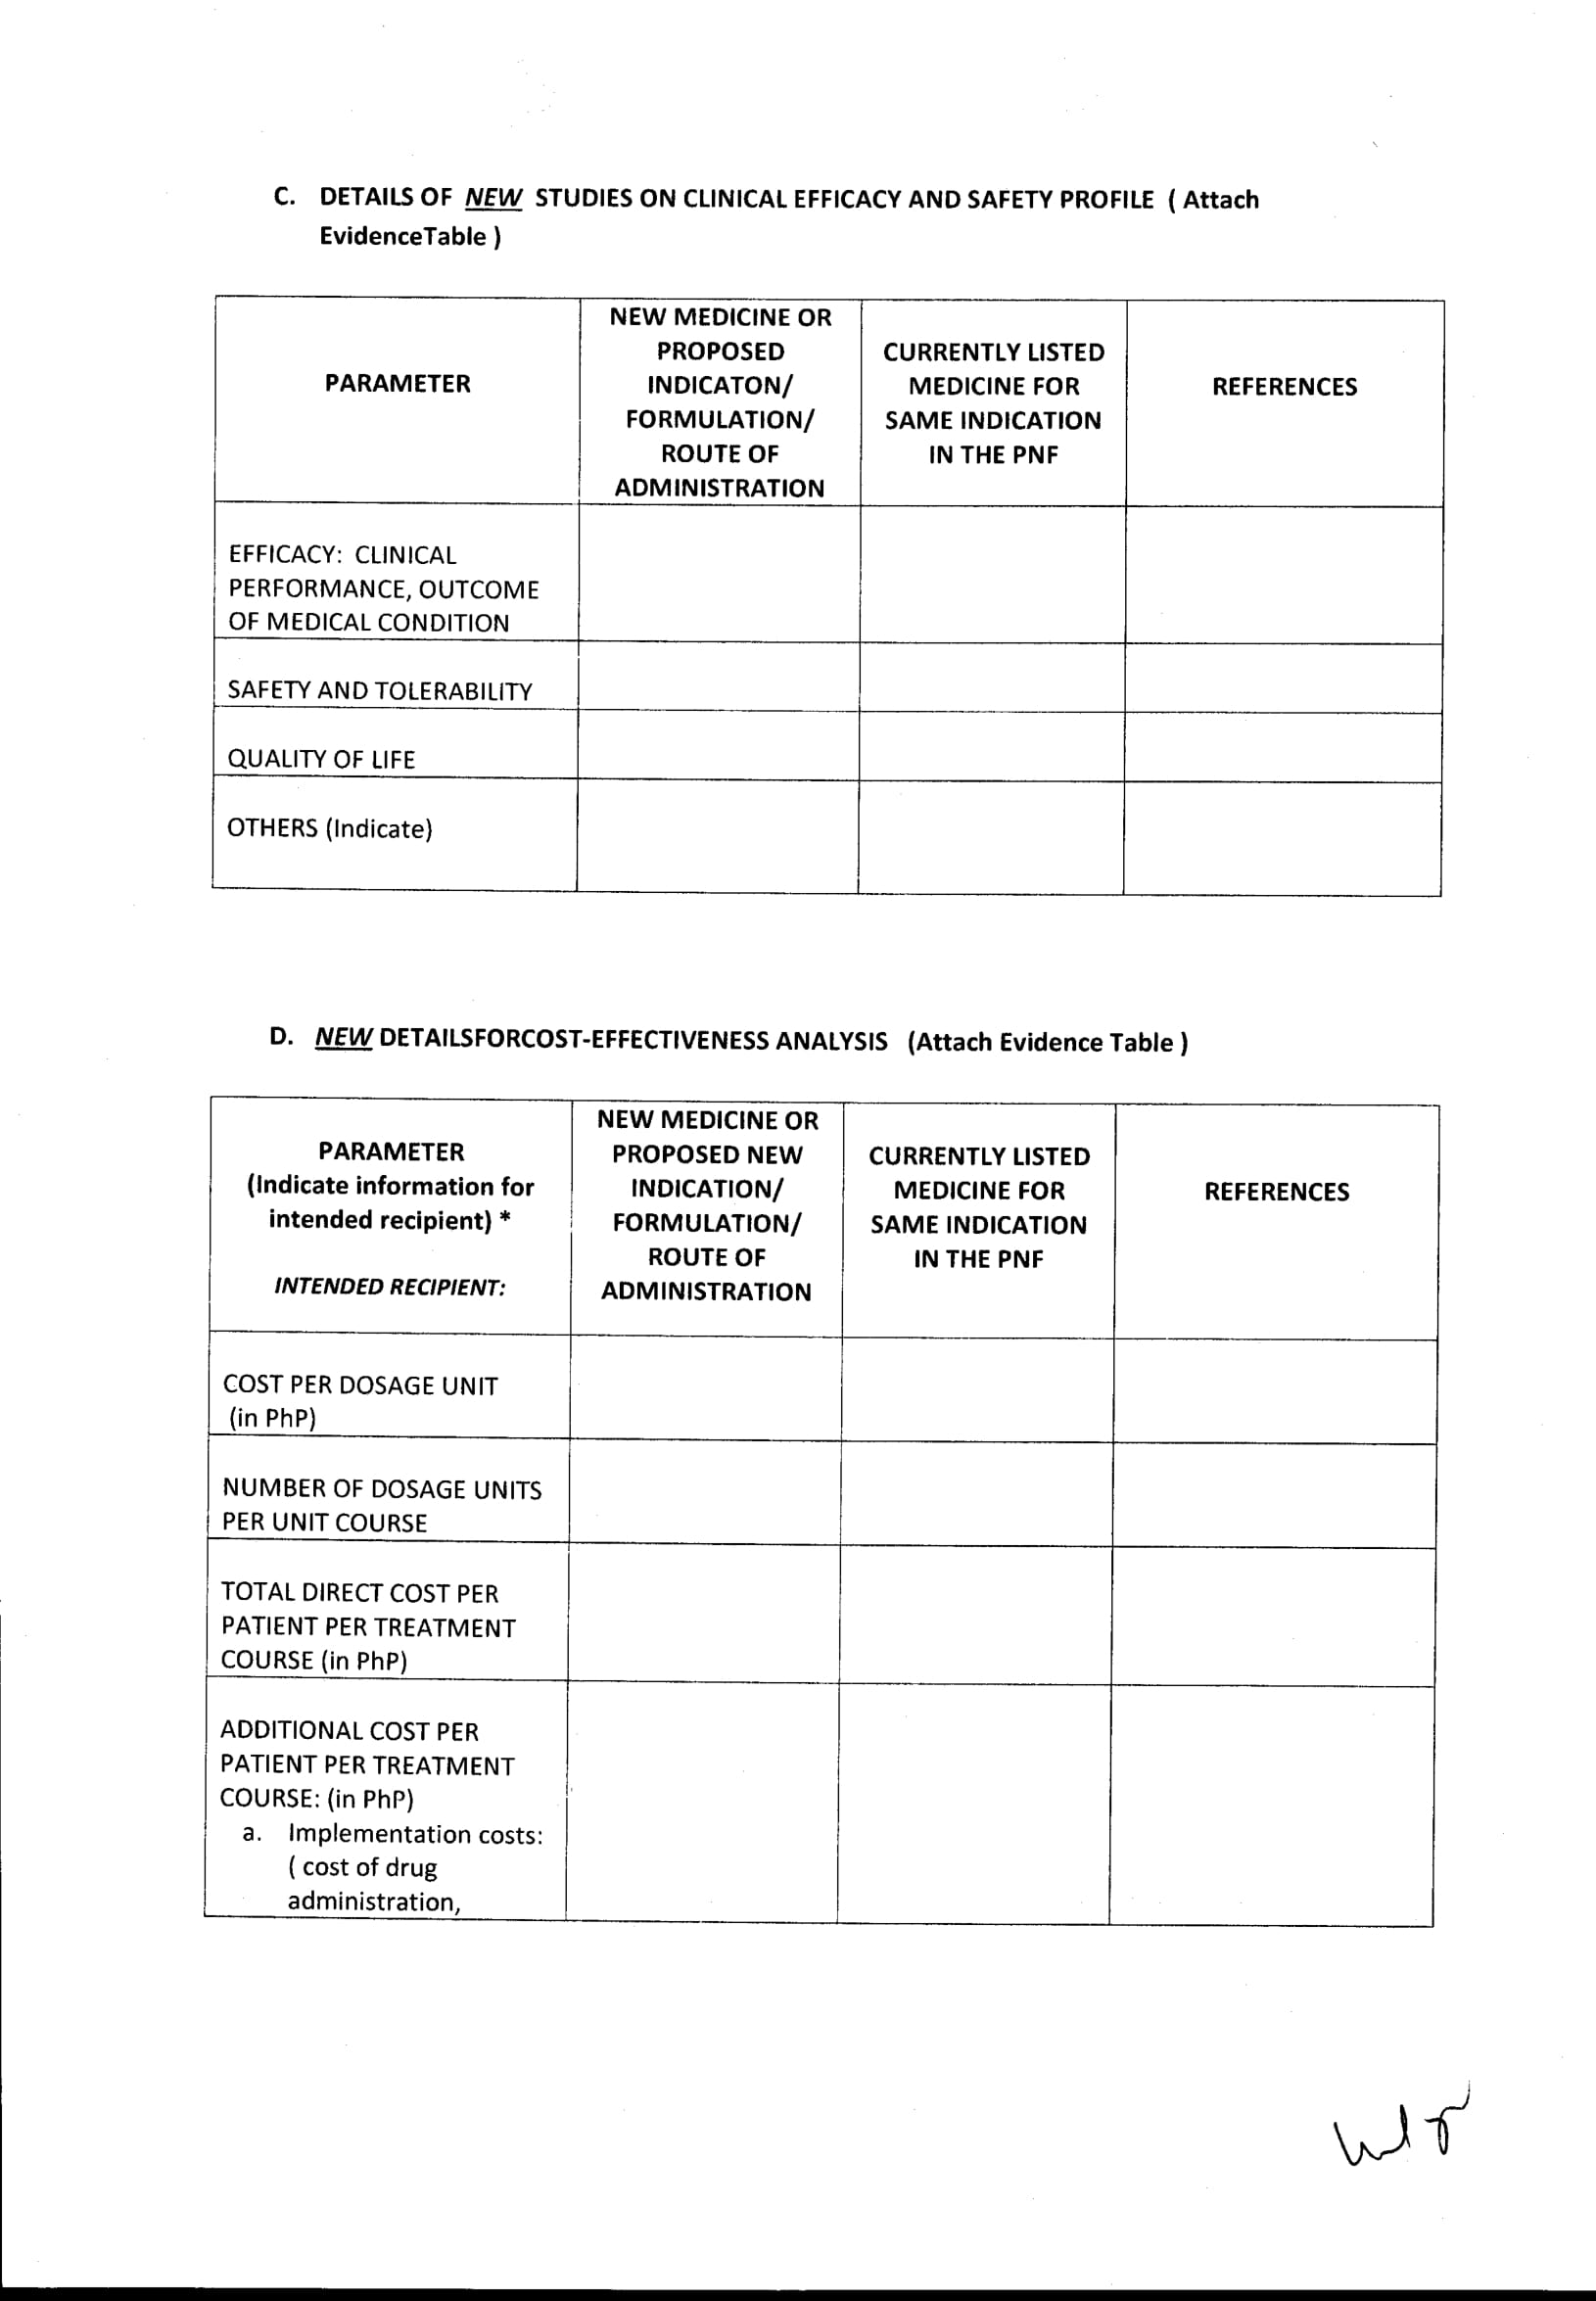 C. DETAILS OF NEW STUDIES ON CLINICAL EFFICACY AND SAFETY PROFILE ( Attach
EvidenceTable )
PARAMETER
NEW MEDICINE OR
PROPOSED
INDICATON/
FORMULATION/
ROUTE OF
ADMINISTRATION
CURRENTLY LISTED
MEDICINE FOR
SAME INDICATION
IN THE PNF
REFERENCES
EFFICACY: CLINICAL
PERFORMANCE, OUTCOME
OF MEDICAL CONDITION
SAFETY AND TOLERABILITY
QUALITY OF LIFE
OTHERS (Indicate)
D. NEW DETAILSFORCOST-EFFECTIVENESS ANALYSIS (Attach Evidence Table )
PARAMETER
(Indicate information for
intended recipient) *
INTENDED RECIPIENT:
NEW MEDICINE OR
PROPOSED NEW
INDICATION/
FORMULATION/
ROUTE OF
ADMINISTRATION
CURRENTLY LISTED
MEDICINE FOR
SAME INDICATION
IN THE PNF
REFERENCES
COST PER DOSAGE UNIT
(in PhP)
NUMBER OF DOSAGE UNITS
PER UNIT COURSE
TOTAL DIRECT COST PER
PATIENT PER TREATMENT
COURSE (in PhP)
ADDITIONAL COST PER
PATIENT PER TREATMENT
COURSE: (in PhP)
a. Implementation costs:
( cost of drug
administration,